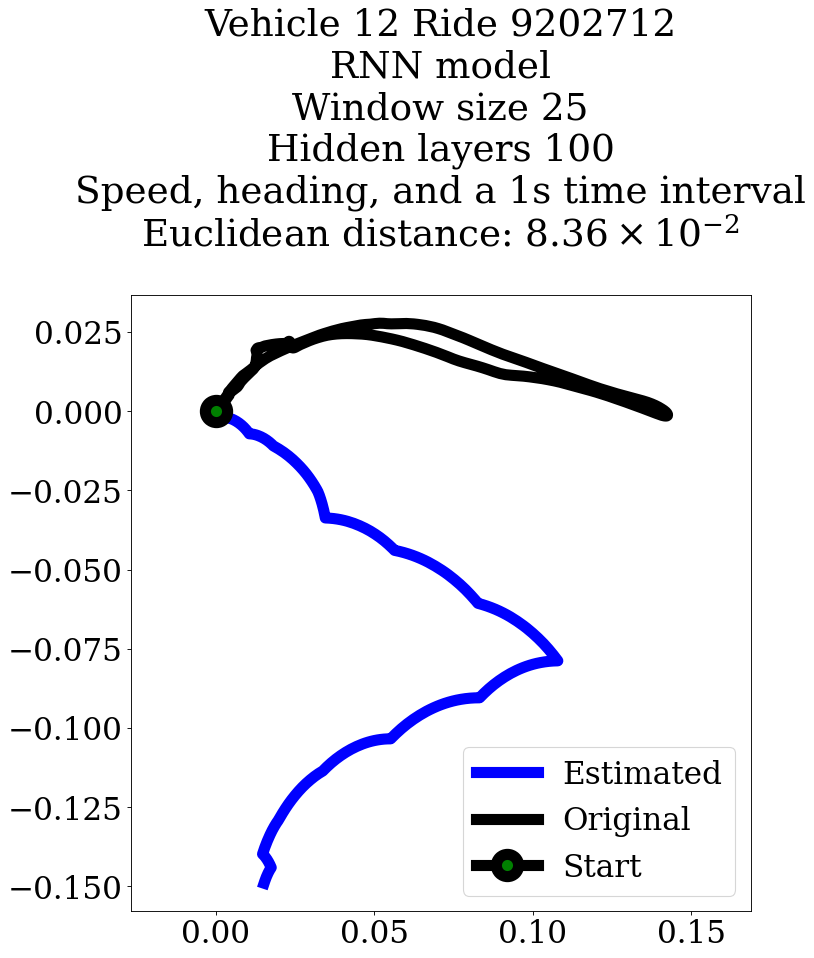 Vehicle 12 Ride 9202712
RNN model
Window size 25
Hidden layers 100
Speed, heading, and a 1s time interval
Euclidean distance: 8.36 × 10⁻²
0.025
0.000
−0.025
−0.050
−0.075
−0.100
−0.125
−0.150
Estimated
Original
Start
0.00 0.05 0.10 0.15